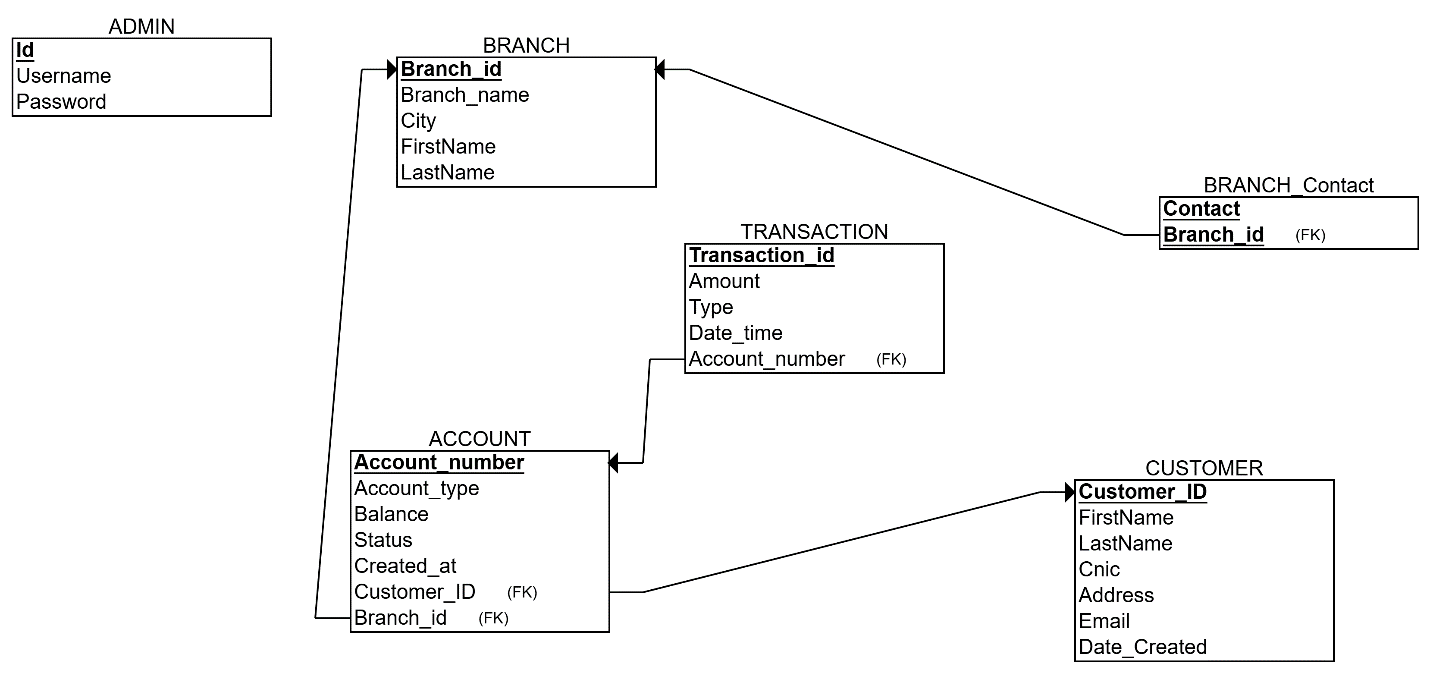 ADMIN
Id
Username
Password
BRANCH
Branch_id
Branch_name
City
FirstName
LastName
BRANCH_Contact
Contact
Branch_id (FK)
TRANSACTION
Transaction_id
Amount
Type
Date_time
Account_number (FK)
ACCOUNT
Account_number
Account_type
Balance
Status
Created_at
Customer_ID (FK)
Branch_id (FK)
CUSTOMER
Customer_ID
FirstName
LastName
Cnic
Address
Email
Date_Created